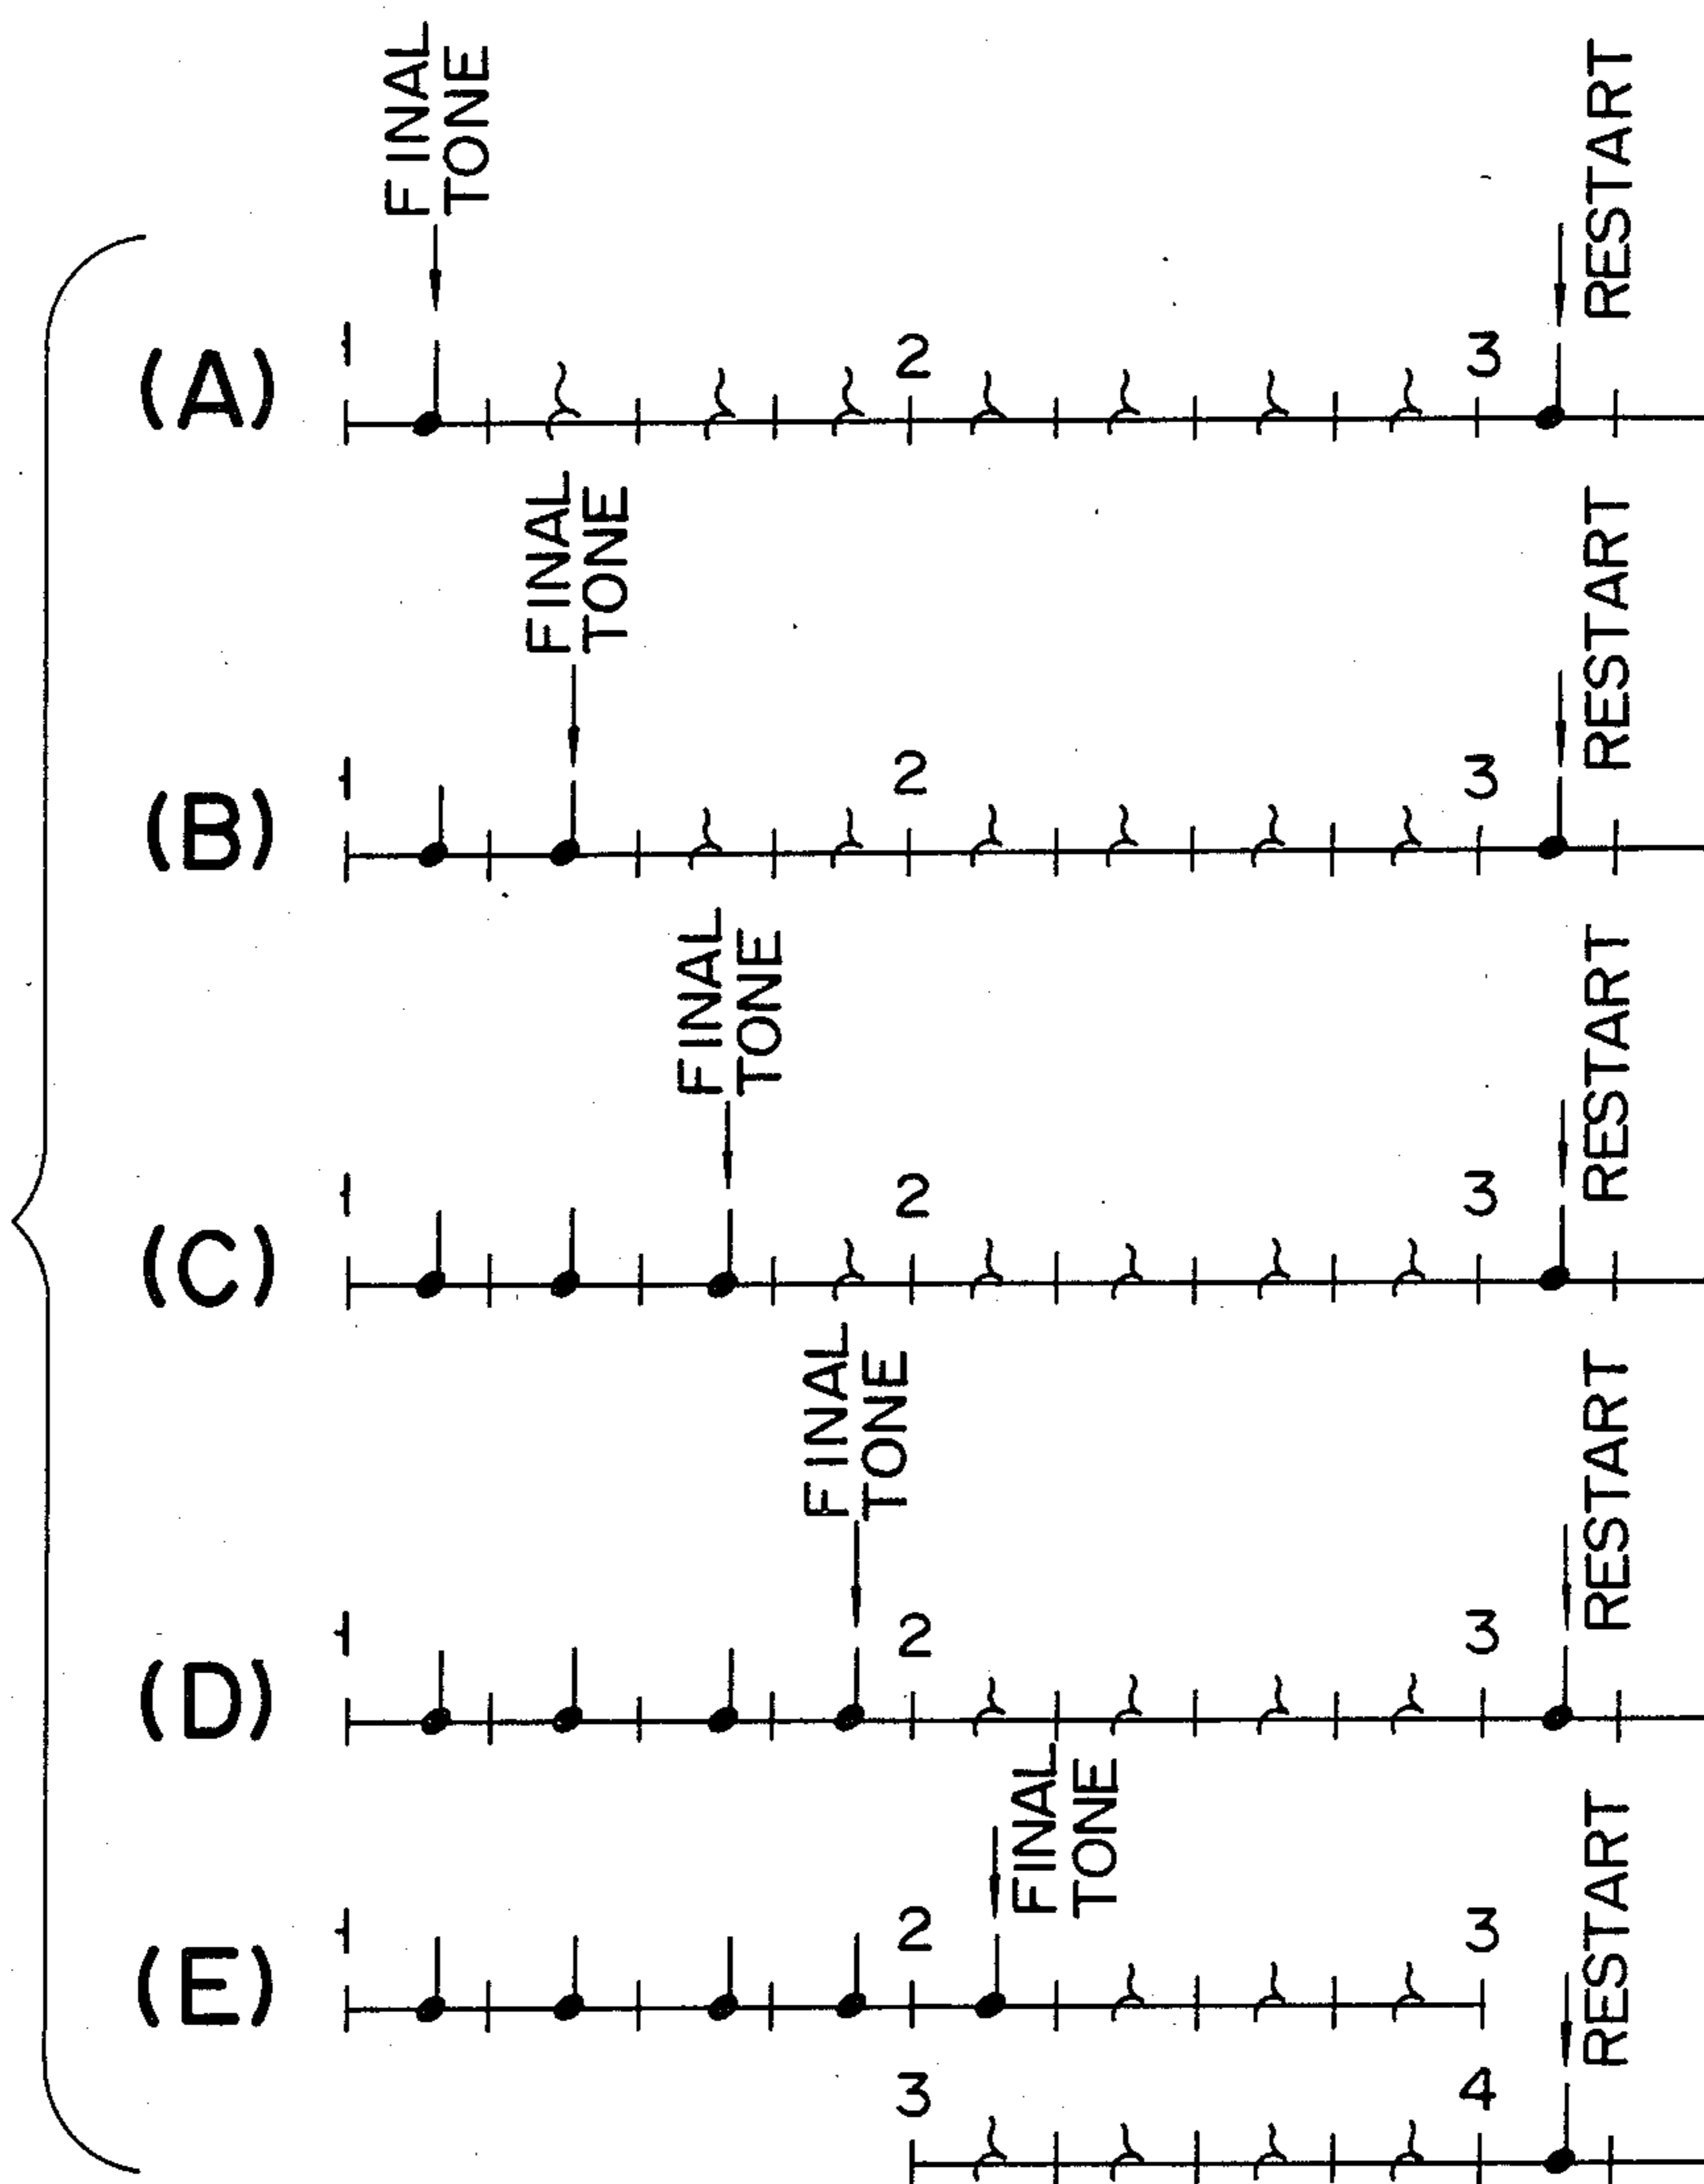 FINAL
TONE
RESTART
(A)
1 2 3
FINAL
TONE
RESTART
(B)
1 2 3
FINAL
TONE
RESTART
(C)
1 2 3
FINAL
TONE
RESTART
(D)
1 2 3
FINAL
TONE
RESTART
(E)
1 2 3
3 4